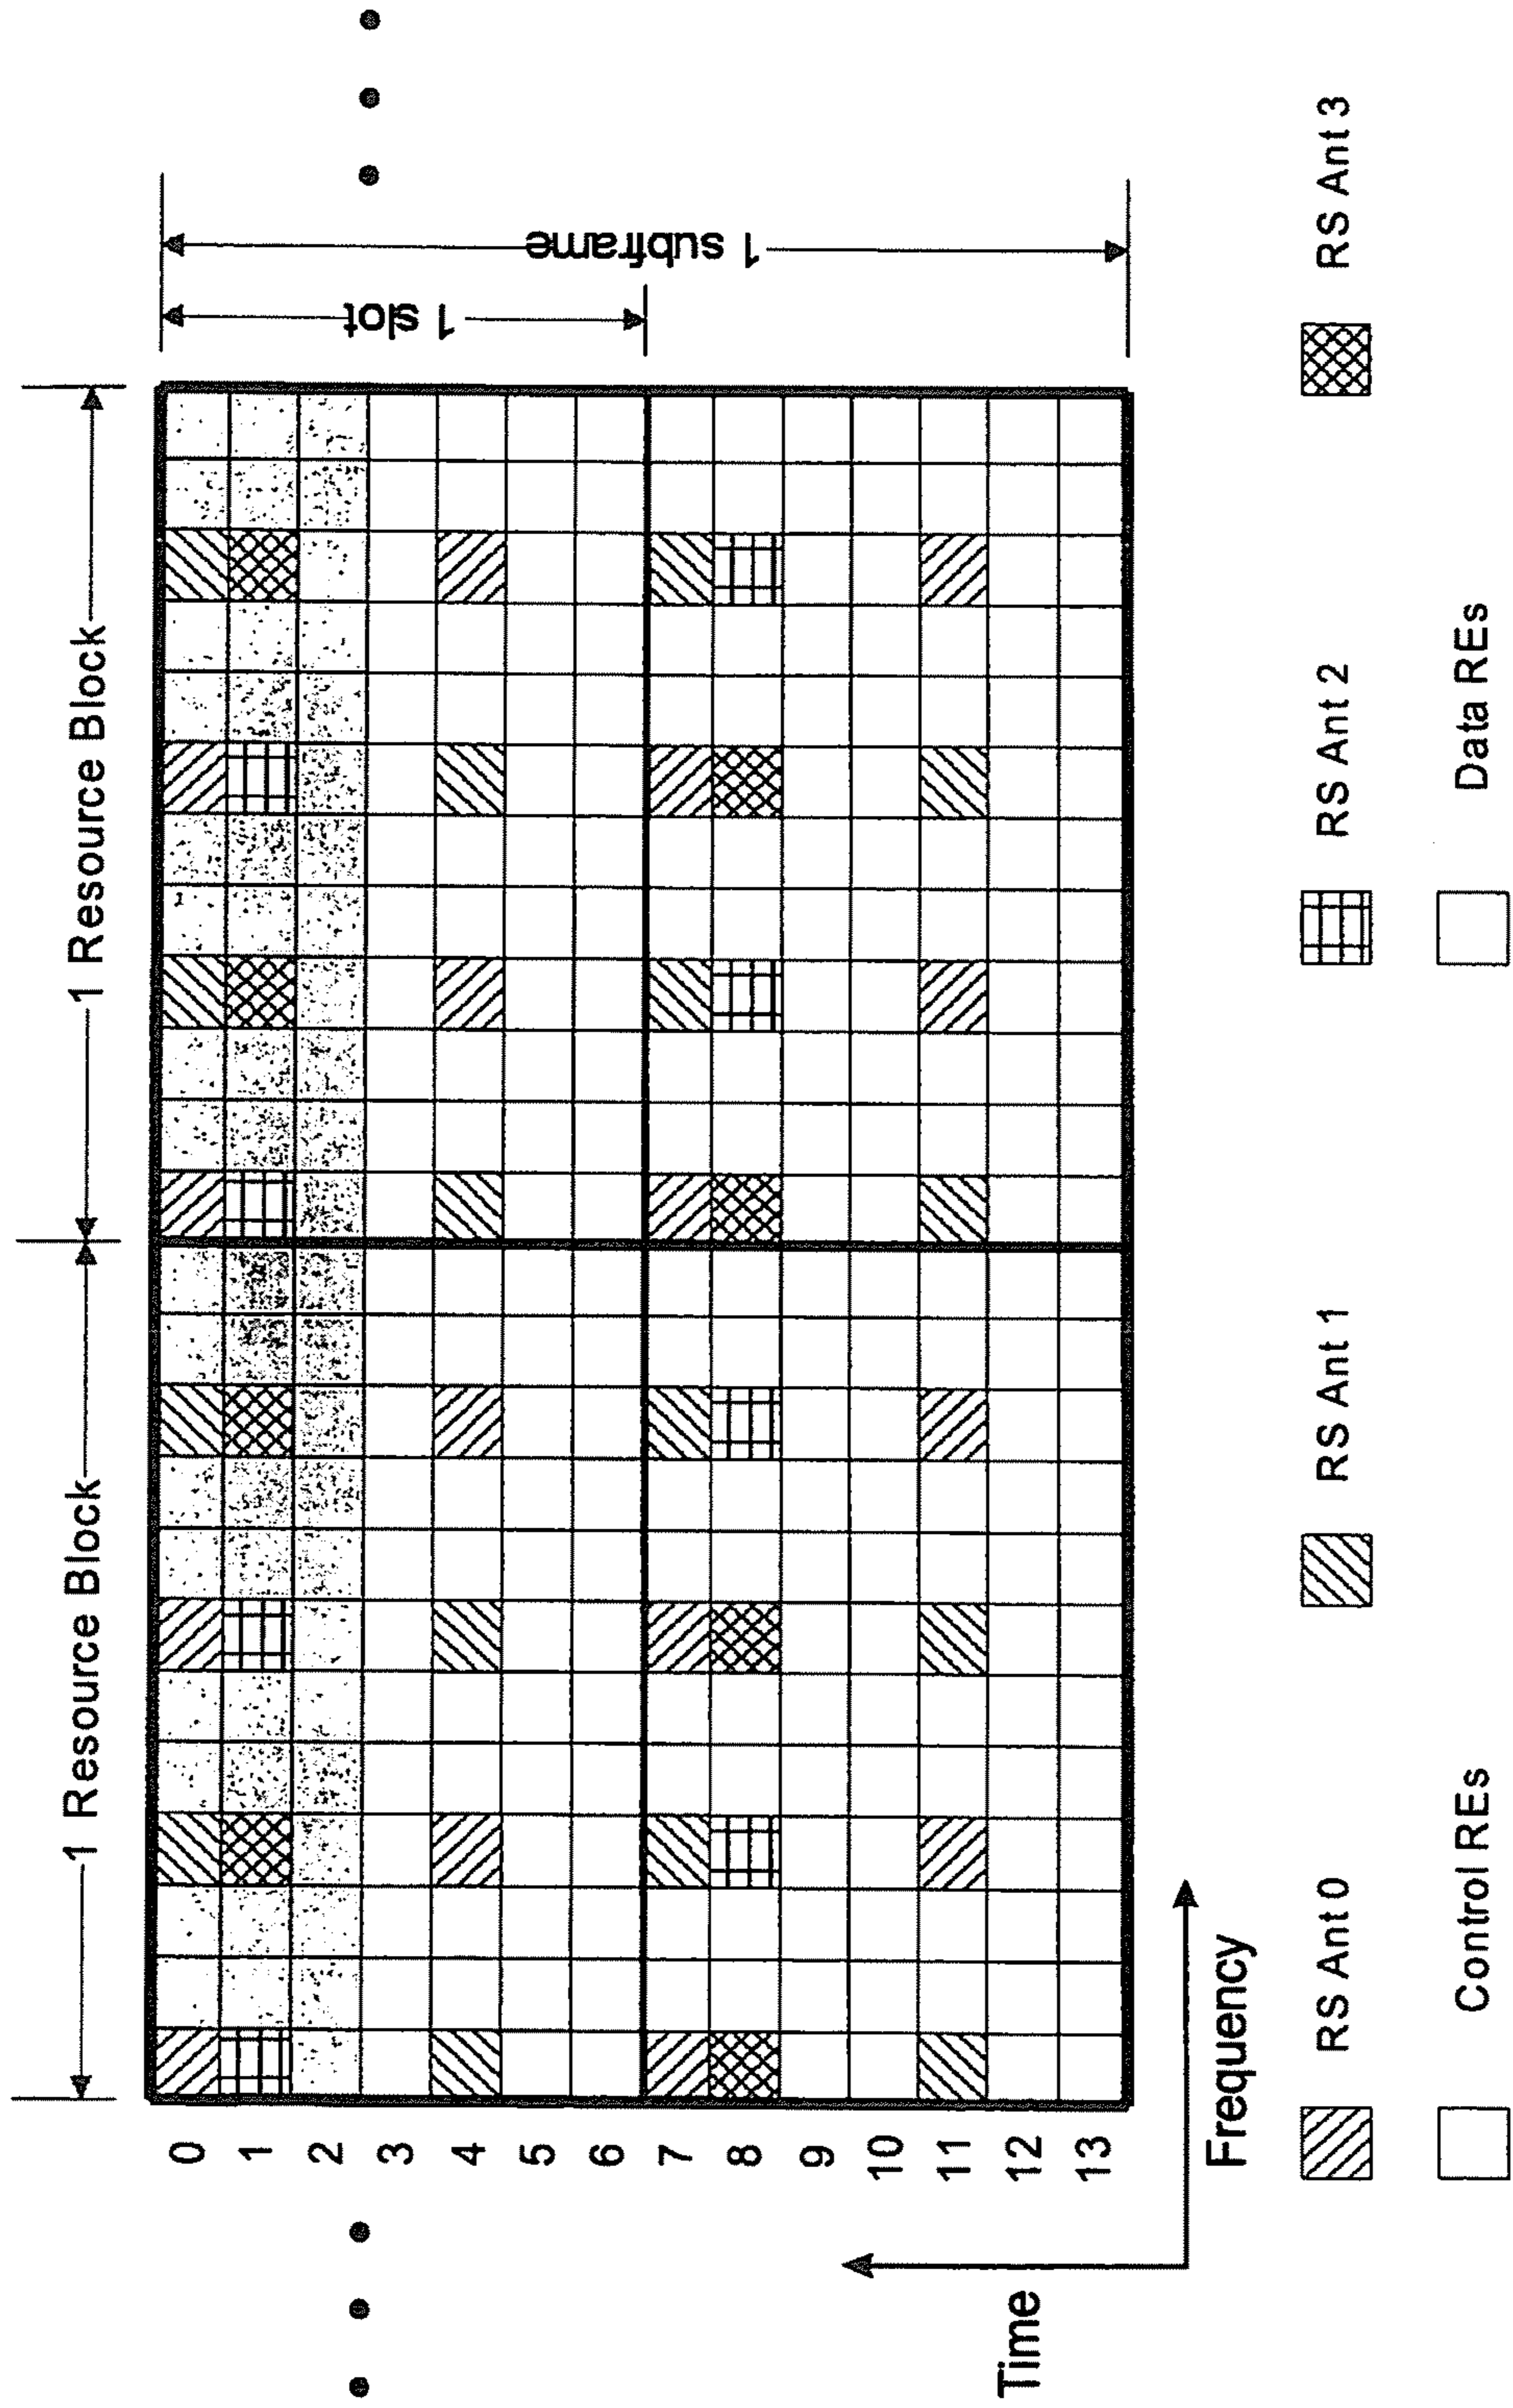 1 Resource Block
1 Resource Block
1 slot
1 subframe
0
1
2
3
4
5
6
7
8
9
10
11
12
13
Time
Frequency
RS Ant 0
RS Ant 1
RS Ant 2
RS Ant 3
Control REs
Data REs